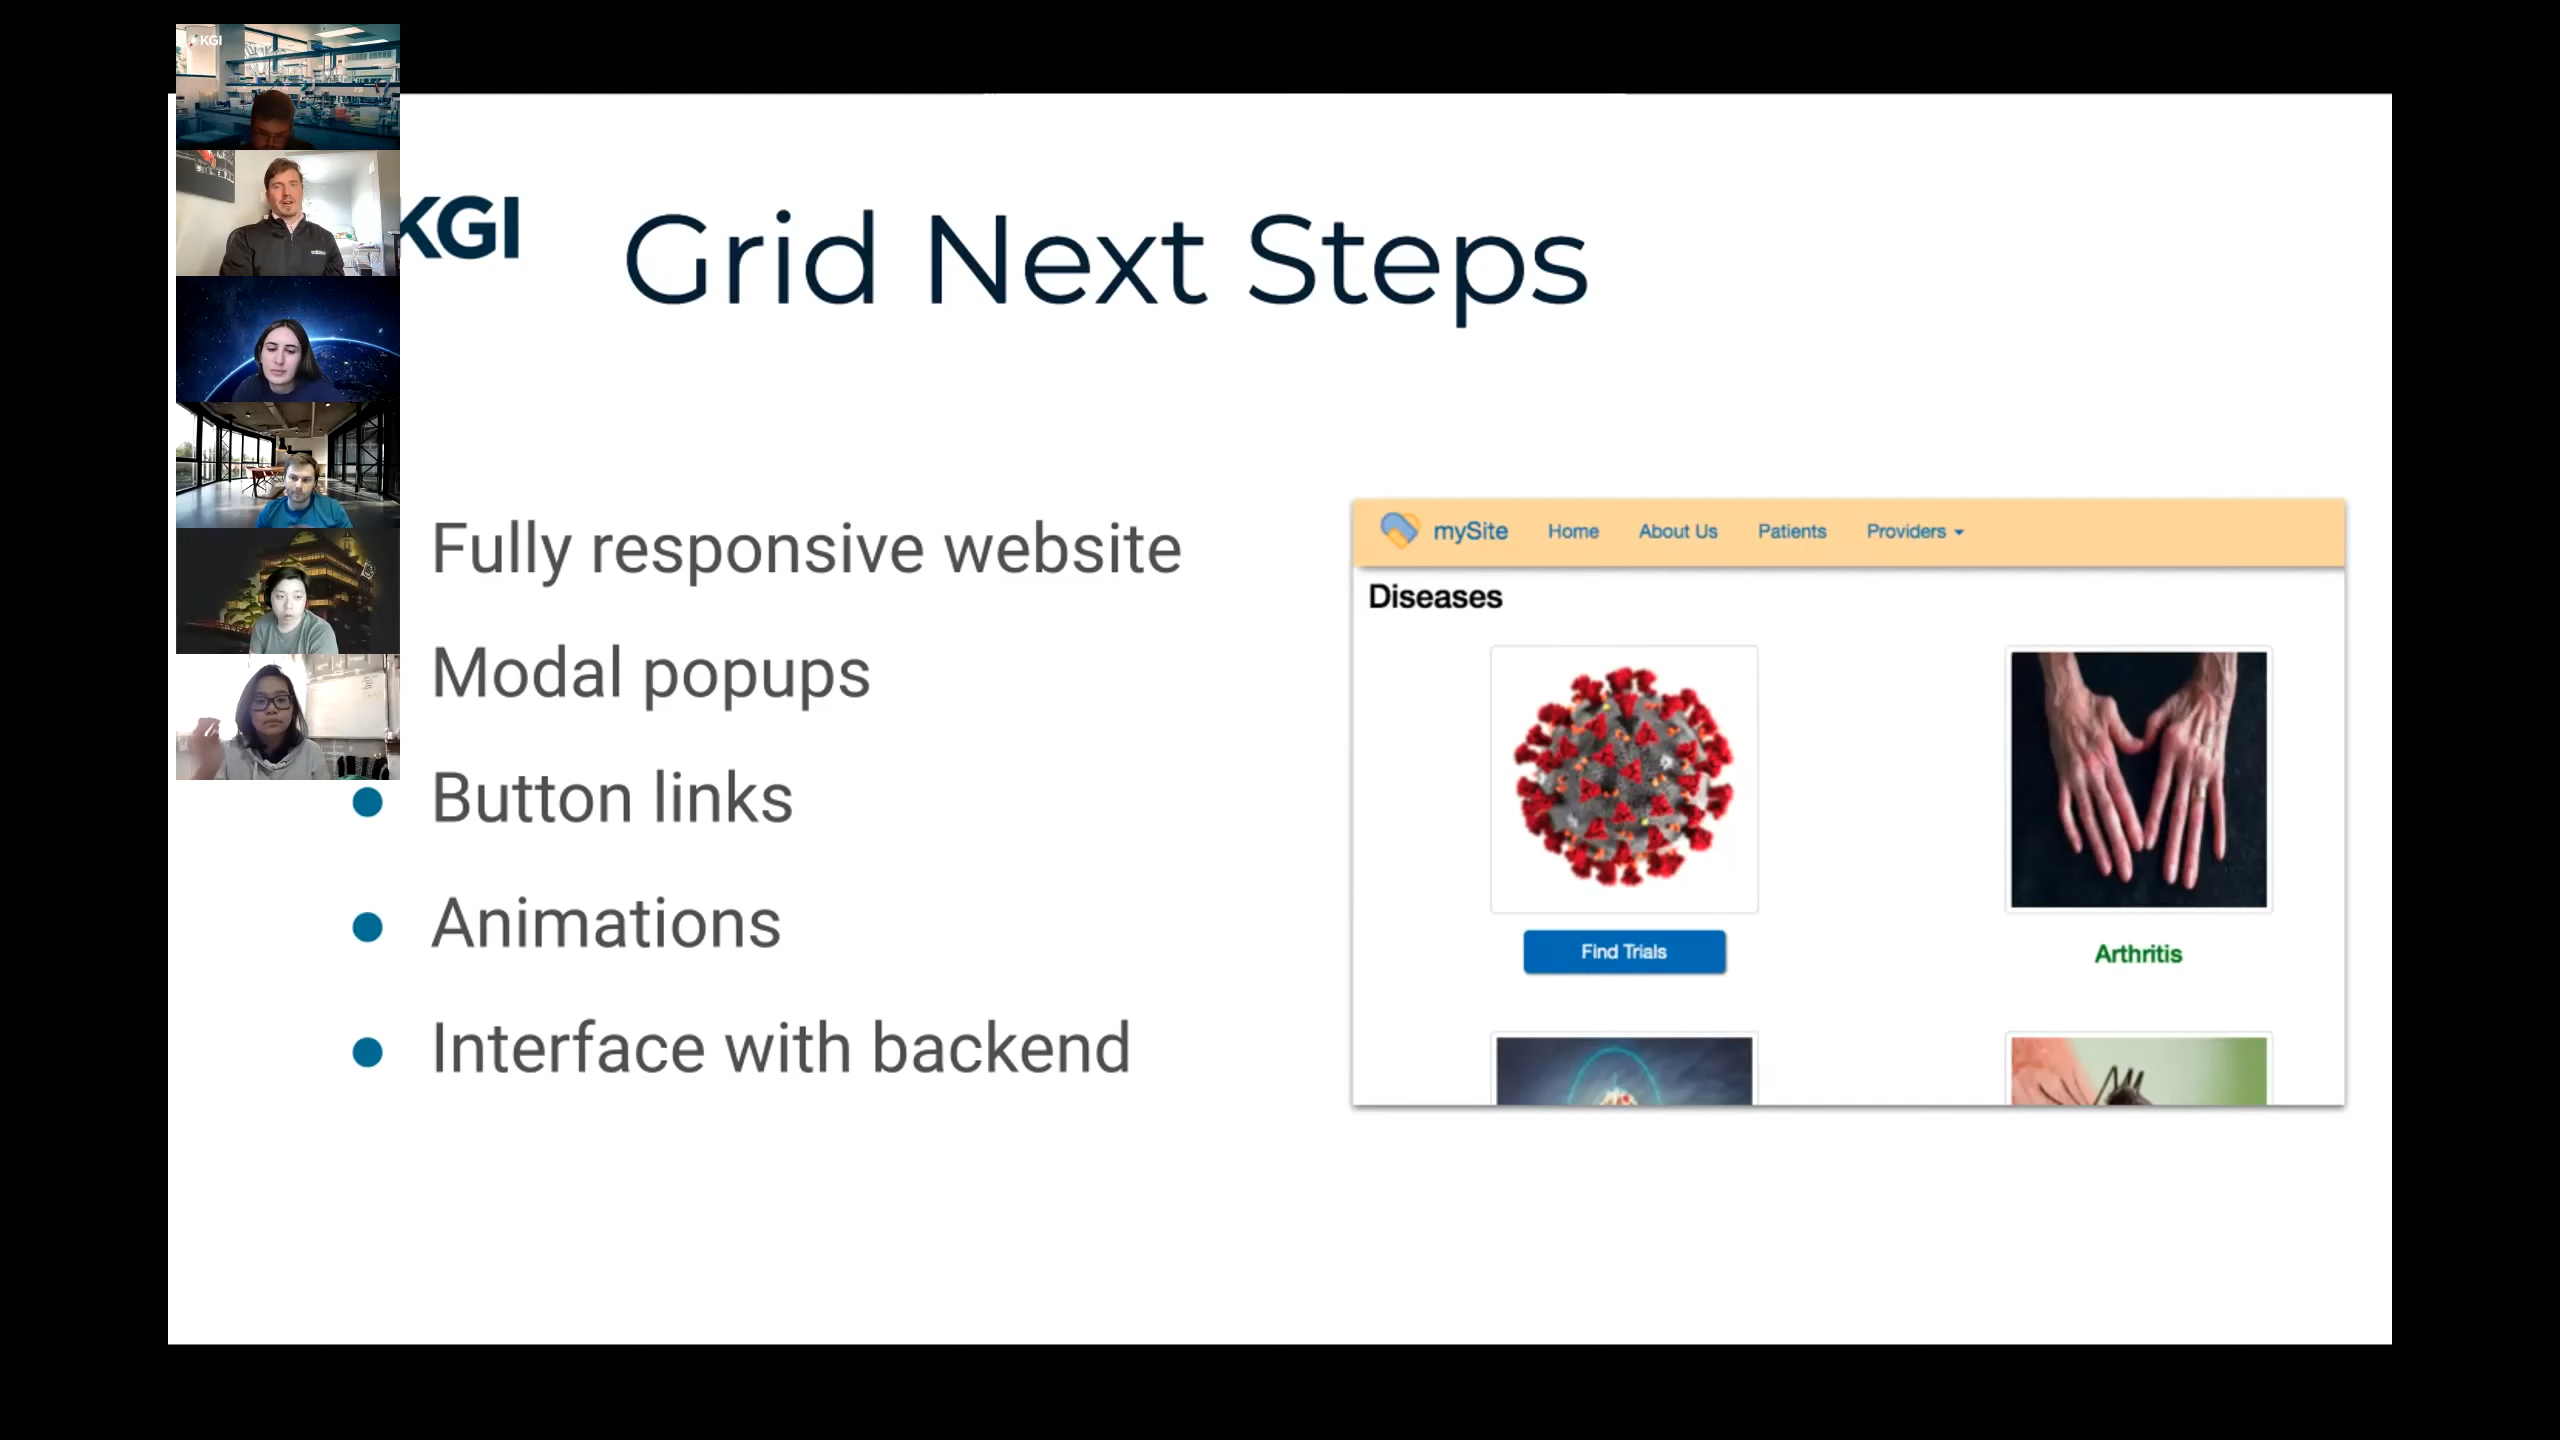 KGI
KGI
Grid Next Steps
Fully responsive website
Modal popups
Button links
Animations
Interface with backend
mySite Home About Us Patients Providers
Diseases
Find Trials
Arthritis